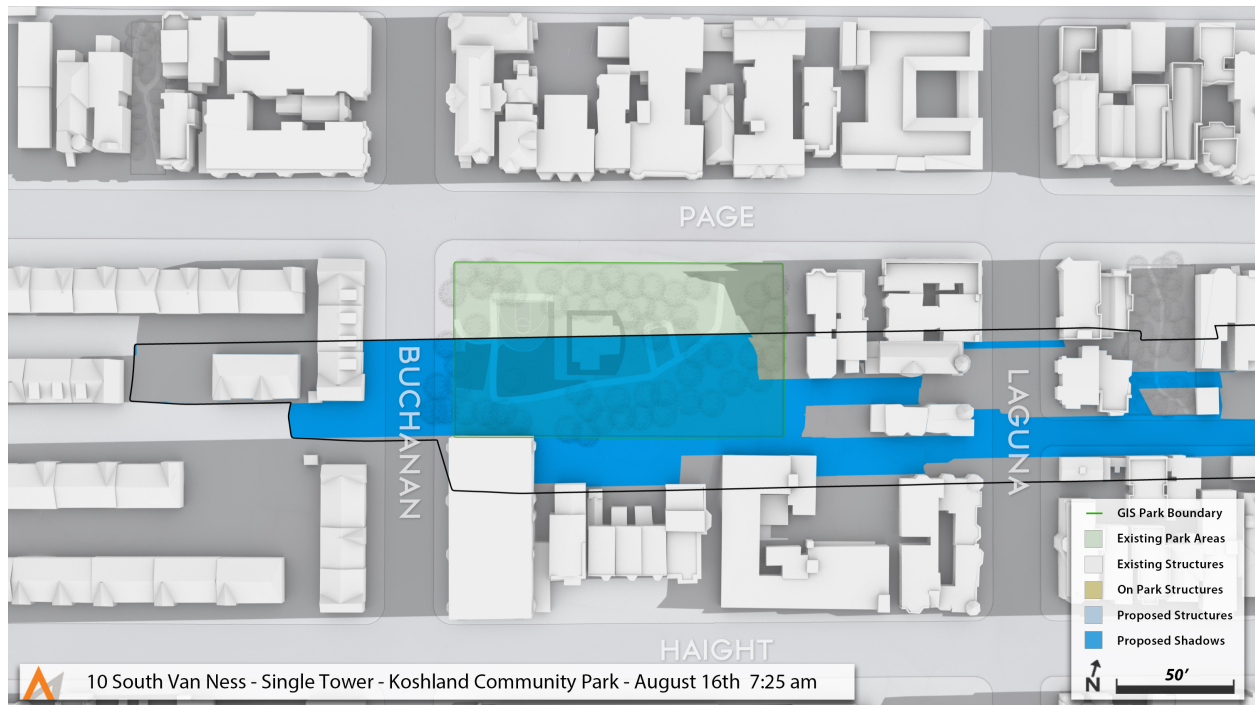 PAGE
BUCHANAN
LAGUNA
HAIGHT
GIS Park Boundary
Existing Park Areas
Existing Structures
On Park Structures
Proposed Structures
Proposed Shadows
N
50'
10 South Van Ness - Single Tower - Koshland Community Park - August 16th 7:25 am